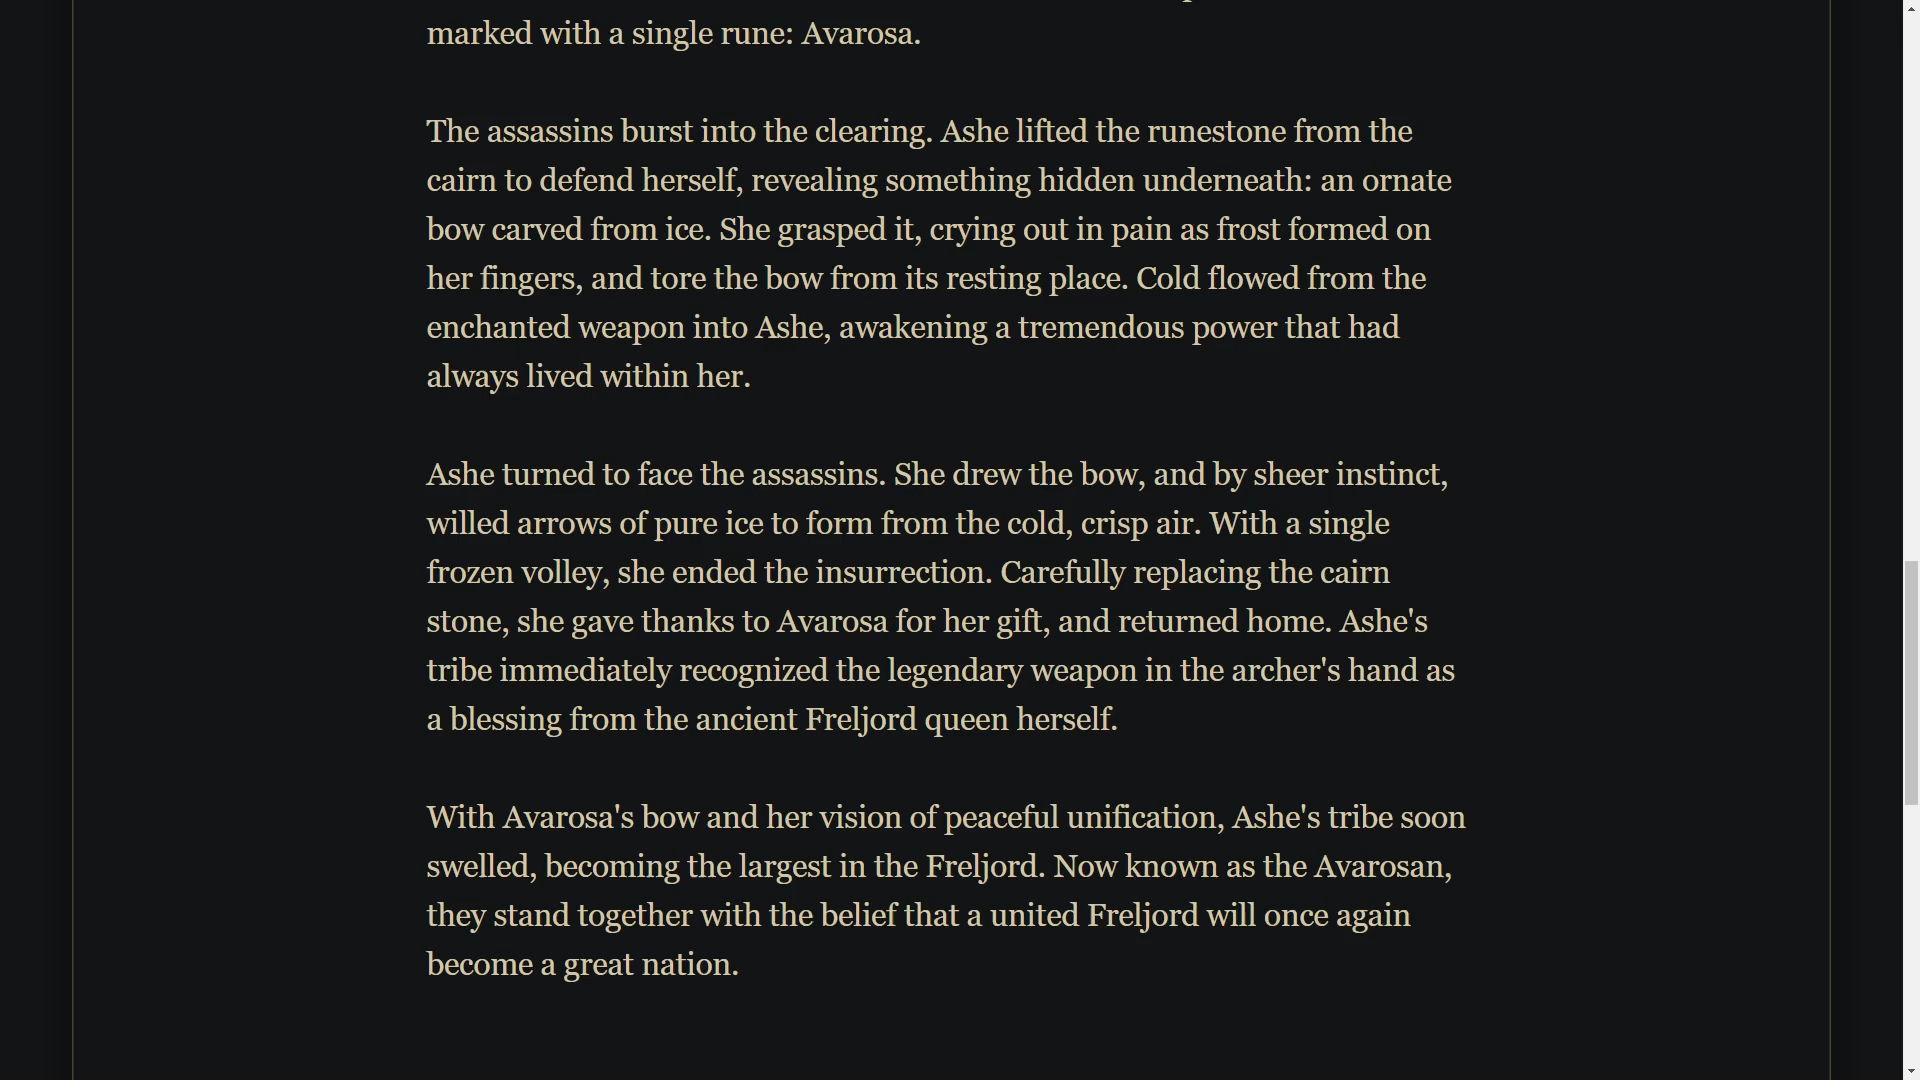 marked with a single rune: Avarosa.
The assassins burst into the clearing. Ashe lifted the runestone from the
cairn to defend herself, revealing something hidden underneath: an ornate
bow carved from ice. She grasped it, crying out in pain as frost formed on
her fingers, and tore the bow from its resting place. Cold flowed from the
enchanted weapon into Ashe, awakening a tremendous power that had
always lived within her.
Ashe turned to face the assassins. She drew the bow, and by sheer instinct,
willed arrows of pure ice to form from the cold, crisp air. With a single
frozen volley, she ended the insurrection. Carefully replacing the cairn
stone, she gave thanks to Avarosa for her gift, and returned home. Ashe's
tribe immediately recognized the legendary weapon in the archer's hand as
a blessing from the ancient Freljord queen herself.
With Avarosa's bow and her vision of peaceful unification, Ashe's tribe soon
swelled, becoming the largest in the Freljord. Now known as the Avarosan,
they stand together with the belief that a united Freljord will once again
become a great nation.